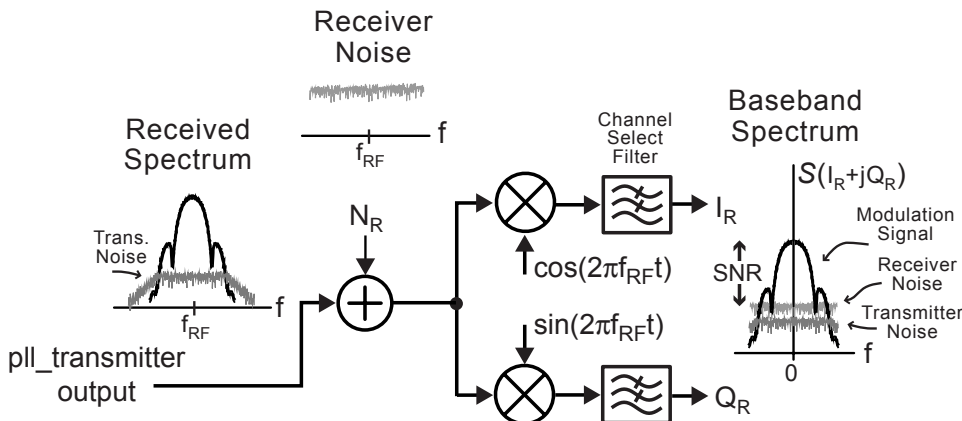 Receiver
Noise
f
f_RF
Received
Spectrum
Trans.
Noise
f
f_RF
pll_transmitter
output
N_R
cos(2πf_RFt)
sin(2πf_RFt)
Channel
Select
Filter
I_R
Q_R
Baseband
Spectrum
S(I_R+jQ_R)
Modulation
Signal
SNR
Receiver
Noise
Transmitter
Noise
f
0